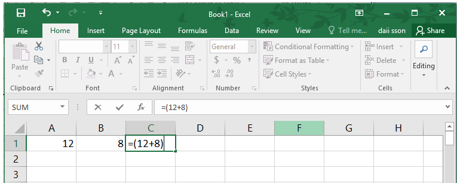 Book1 - Excel
File Home Insert Page Layout Formulas Data Review View Tell me... daii sson Share
Paste
11
B I U
A A
General
$ % ,
Conditional Formatting
Format as Table
Cell Styles
Insert
Delete
Format
Editing
Clipboard Font Alignment Number Styles Cells
SUM fx =(12+8)
A B C D E F G H
1 12 8 =(12+8)
2
3